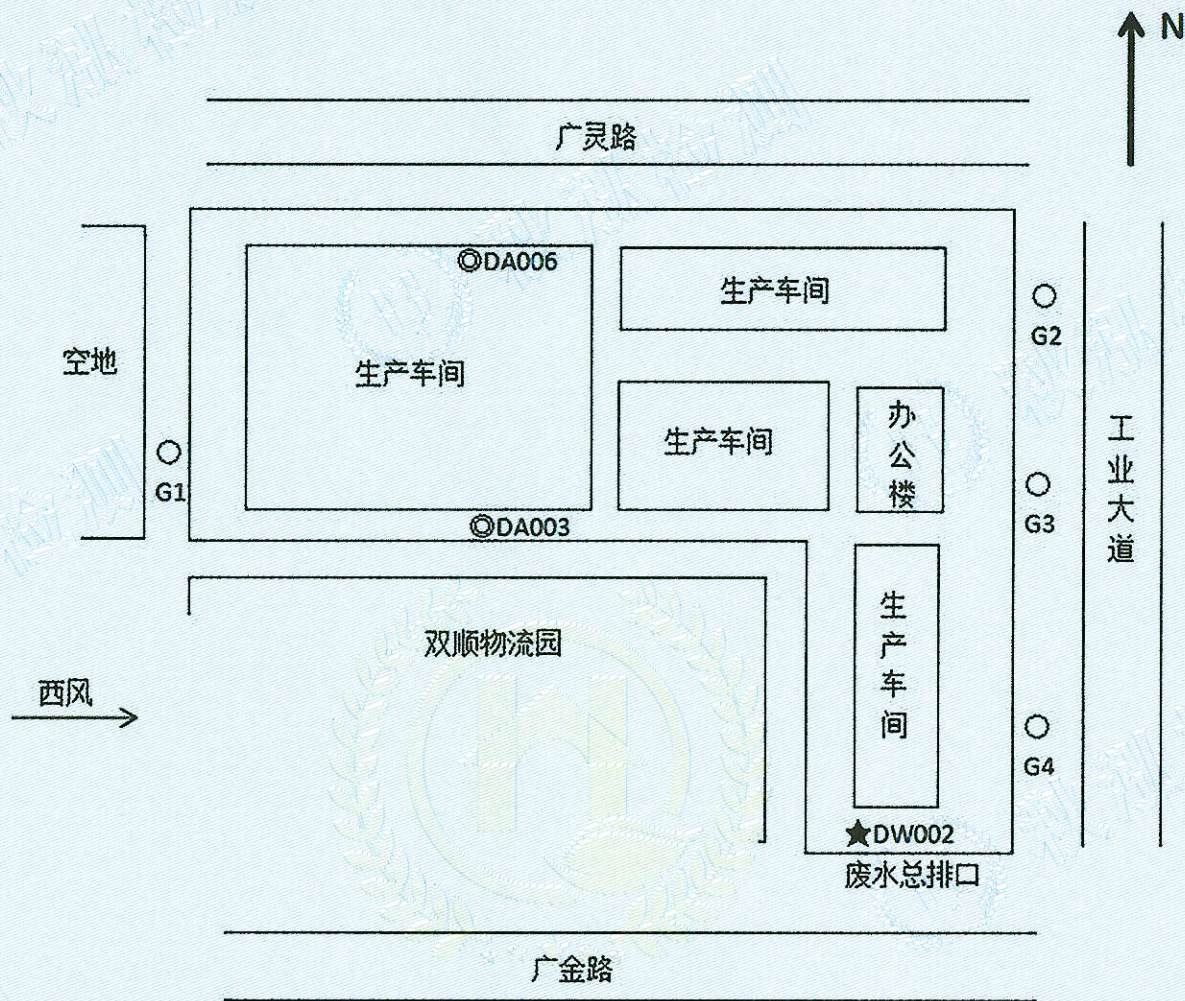 N
广灵路
◎DA006
生产车间
G2
空地
生产车间
生产车间
办公楼
工业大道
G1
G3
◎DA003
生产车间
双顺物流园
西风
G4
★DW002
废水总排口
广金路